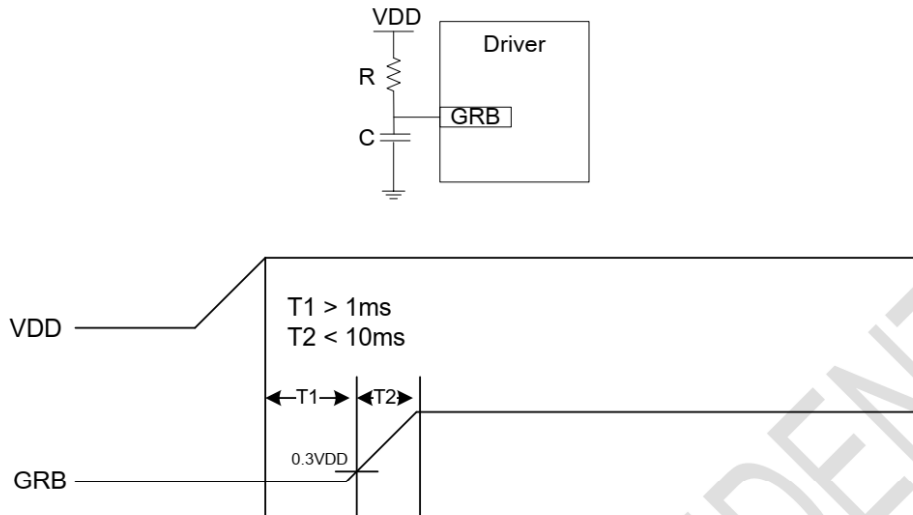 VDD
Driver
R
GRB
C
T1 > 1ms
VDD
T2 < 10ms
T1
T2
0.3VDD
GRB